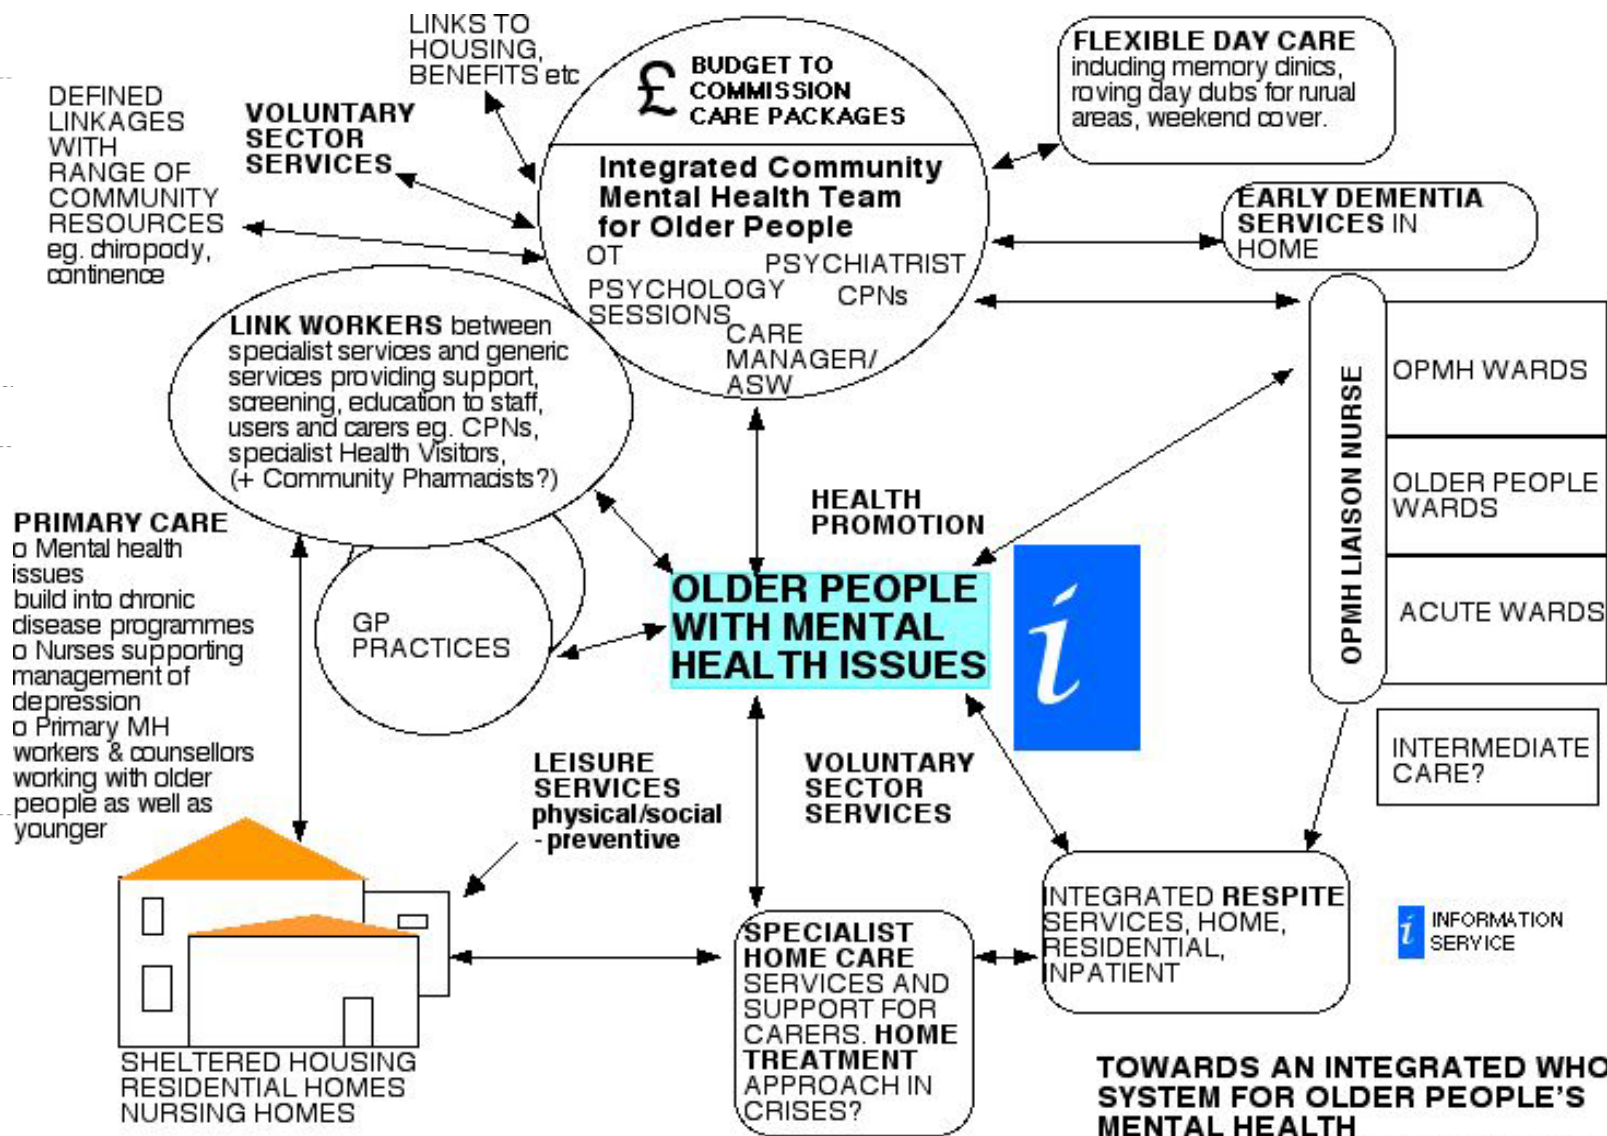 LINKS TO
HOUSING,
BENEFITS etc
DEFINED
LINKAGES
WITH
RANGE OF
COMMUNITY
RESOURCES
eg. chiropody,
continence
VOLUNTARY
SECTOR
SERVICES
£
BUDGET TO
COMMISSION
CARE PACKAGES
Integrated Community
Mental Health Team
for Older People
OT
PSYCHIATRIST
PSYCHOLOGY
SESSIONS
CPNs
CARE
MANAGER/
ASW
FLEXIBLE DAY CARE
including memory clinics,
roving day clubs for rurual
areas, weekend cover.
EARLY DEMENTIA
SERVICES IN
HOME
LINK WORKERS between
specialist services and generic
services providing support,
screening, education to staff,
users and carers eg. CPNs,
specialist Health Visitors,
(+ Community Pharmacists?)
OPMH LIAISON NURSE
OPMH WARDS
OLDER PEOPLE
WARDS
ACUTE WARDS
INTERMEDIATE
CARE?
PRIMARY CARE
o Mental health
issues
build into chronic
disease programmes
o Nurses supporting
management of
depression
o Primary MH
workers & counsellors
working with older
people as well as
younger
GP
PRACTICES
HEALTH
PROMOTION
OLDER PEOPLE
WITH MENTAL
HEALTH ISSUES
i
LEISURE
SERVICES
physical/social
- preventive
VOLUNTARY
SECTOR
SERVICES
SHELTERED HOUSING
RESIDENTIAL HOMES
NURSING HOMES
SPECIALIST
HOME CARE
SERVICES AND
SUPPORT FOR
CARERS. HOME
TREATMENT
APPROACH IN
CRISES?
INTEGRATED RESPITE
SERVICES, HOME,
RESIDENTIAL,
INPATIENT
i INFORMATION
SERVICE
TOWARDS AN INTEGRATED WHO
SYSTEM FOR OLDER PEOPLE'S
MENTAL HEALTH